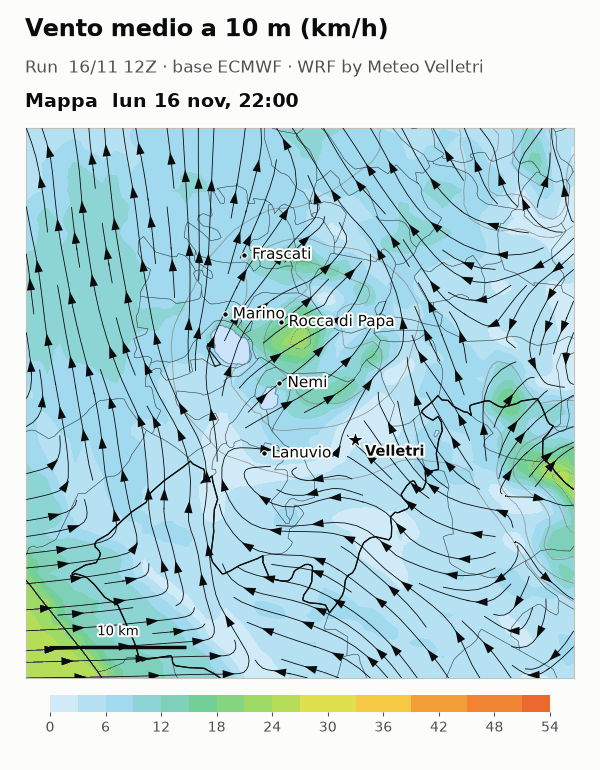 Vento medio a 10 m (km/h)
Run  16/11 12Z · base ECMWF · WRF by Meteo Velletri
Mappa  lun 16 nov, 22:00
Frascati
Marino
Rocca di Papa
Nemi
Velletri
Lanuvio
10 km
0 6 12 18 24 30 36 42 48 54